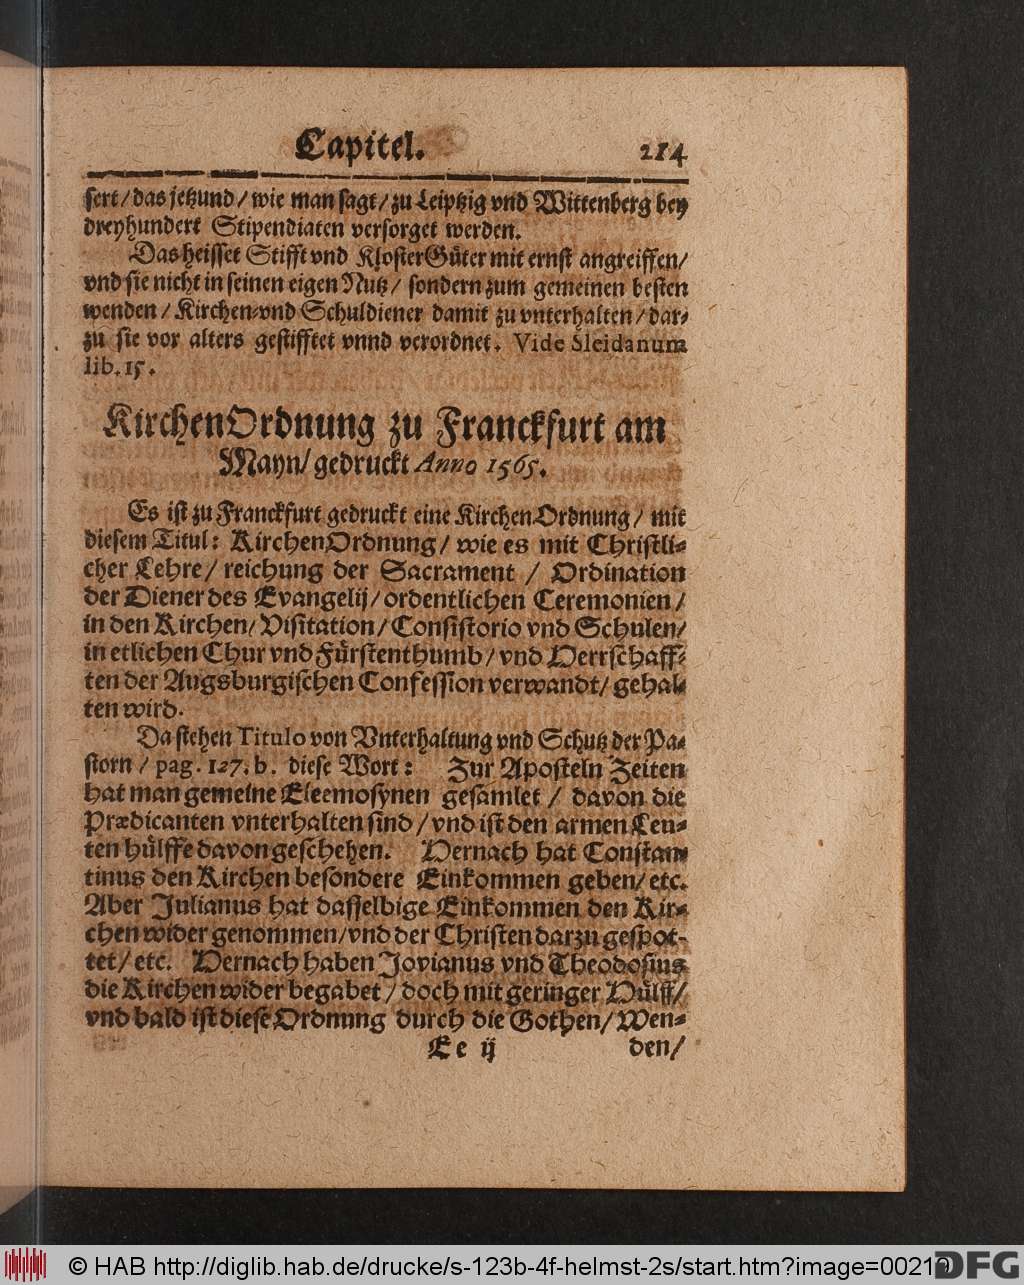 Capitel. 214
ſert / das jetzund / wie man ſagt / zu Leiptzig vnd Wittenberg bey
dreyhundert Stipendiaten verſorget werden.
Das heiſſet Stifft vnd KloſterGuͤter mit ernſt angreiffen /
vnd ſie nicht in ſeinen eigen Nutz / ſondern zum gemeinen beſten
wenden / Kirchen-vnd Schuldiener damit zu vnterhalten / dar-
zu ſie vor alters geſtifftet vnnd verordnet. Vide Sleidanum
lib. 15.
KirchenOrdnung zu Franckfurt am
Mayn / gedruckt Anno 1565.
Es iſt zu Franckfurt gedruckt eine KirchenOrdnung / mit
dieſem Titul: KirchenOrdnung / wie es mit Chriſtli-
cher Lehre / reichung der Sacrament / Ordination
der Diener des Evangelij / ordentlichen Ceremonien /
in den Kirchen / Viſitation / Conſiſtorio vnd Schulen /
in etlichen Chur vnd Fuͤrſtenthumb / vnd Herrſchaff-
ten der Augsburgiſchen Confeſſion verwandt / gehal-
ten wird.
Da ſtehen Titulo von Vnterhaltung vnd Schutz der Pa-
ſtorn / pag. 127. b. dieſe Wort: Zur Apoſteln Zeiten
hat man gemeine Eleemoſynen geſamlet / davon die
Prædicanten vnterhalten ſind / vnd iſt den armen Leu-
ten huͤlffe davon geſchehen. Hernach hat Conſtan-
tinus den Kirchen beſondere Einkommen geben / etc.
Aber Julianus hat daſſelbige Einkommen den Kir-
chen wider genommen / vnd der Chriſten darzu geſpot-
tet / etc. Hernach haben Jovianus vnd Theodoſius
die Kirchen wider begabet / doch mit geringer Huͤlff /
vnd bald iſt dieſe Ordnung durch die Gothen / Wen-
Ee ij den /
© HAB http://diglib.hab.de/drucke/s-123b-4f-helmst-2s/start.htm?image=00219
DFG